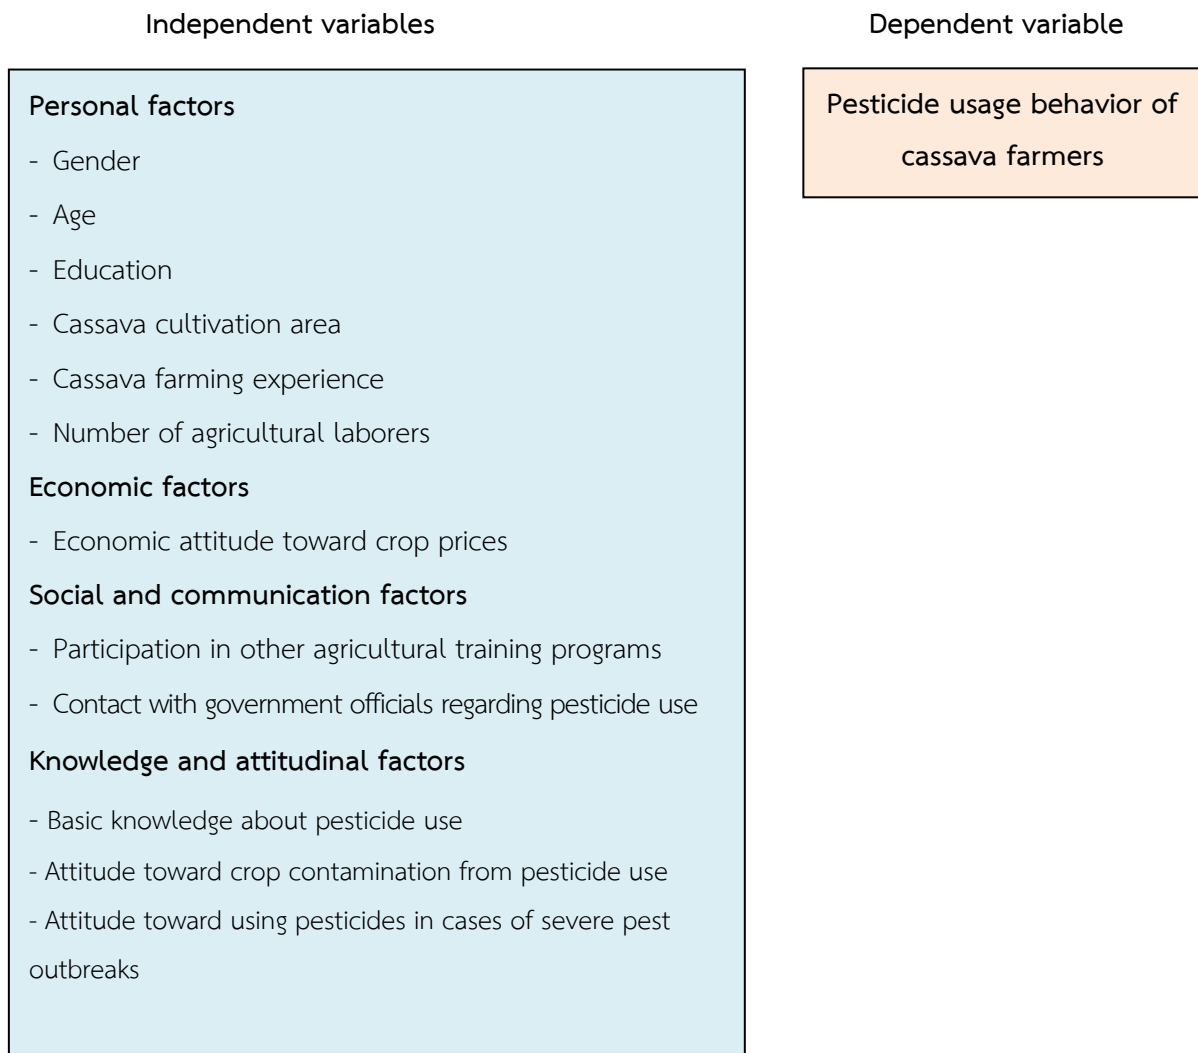 Independent variables
Dependent variable
Personal factors
- Gender
- Age
- Education
- Cassava cultivation area
- Cassava farming experience
- Number of agricultural laborers
Economic factors
- Economic attitude toward crop prices
Social and communication factors
- Participation in other agricultural training programs
- Contact with government officials regarding pesticide use
Knowledge and attitudinal factors
- Basic knowledge about pesticide use
- Attitude toward crop contamination from pesticide use
- Attitude toward using pesticides in cases of severe pest
outbreaks
Pesticide usage behavior of
cassava farmers